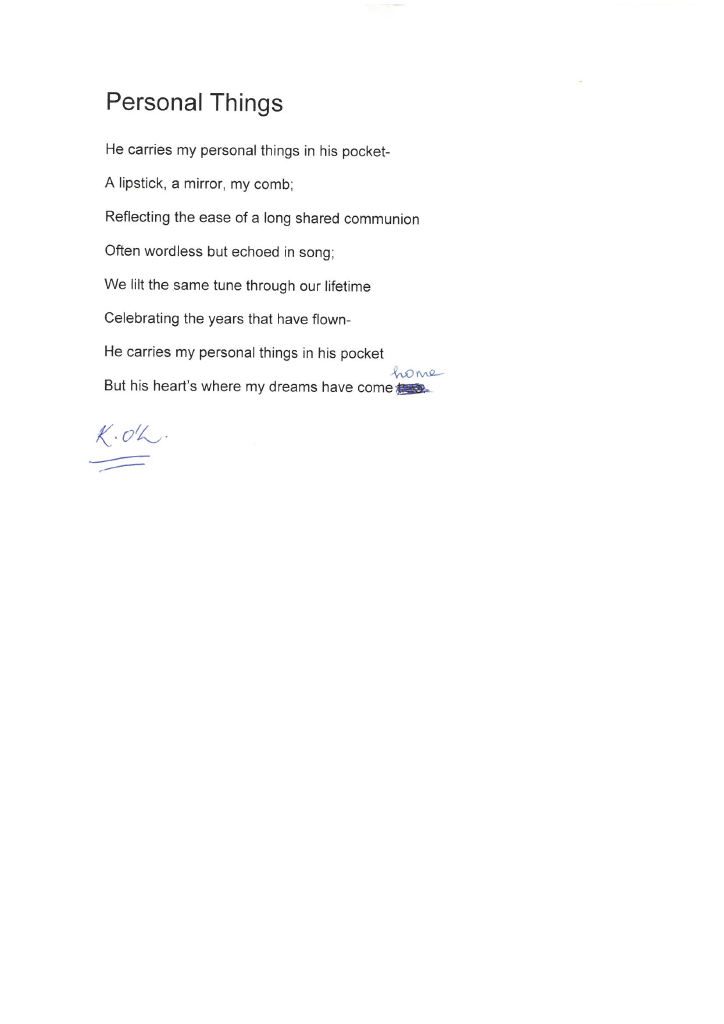 Personal Things
He carries my personal things in his pocket-
A lipstick, a mirror, my comb;
Reflecting the ease of a long shared communion
Often wordless but echoed in song;
We lilt the same tune through our lifetime
Celebrating the years that have flown-
He carries my personal things in his pocket
But his heart's where my dreams have come home
K.